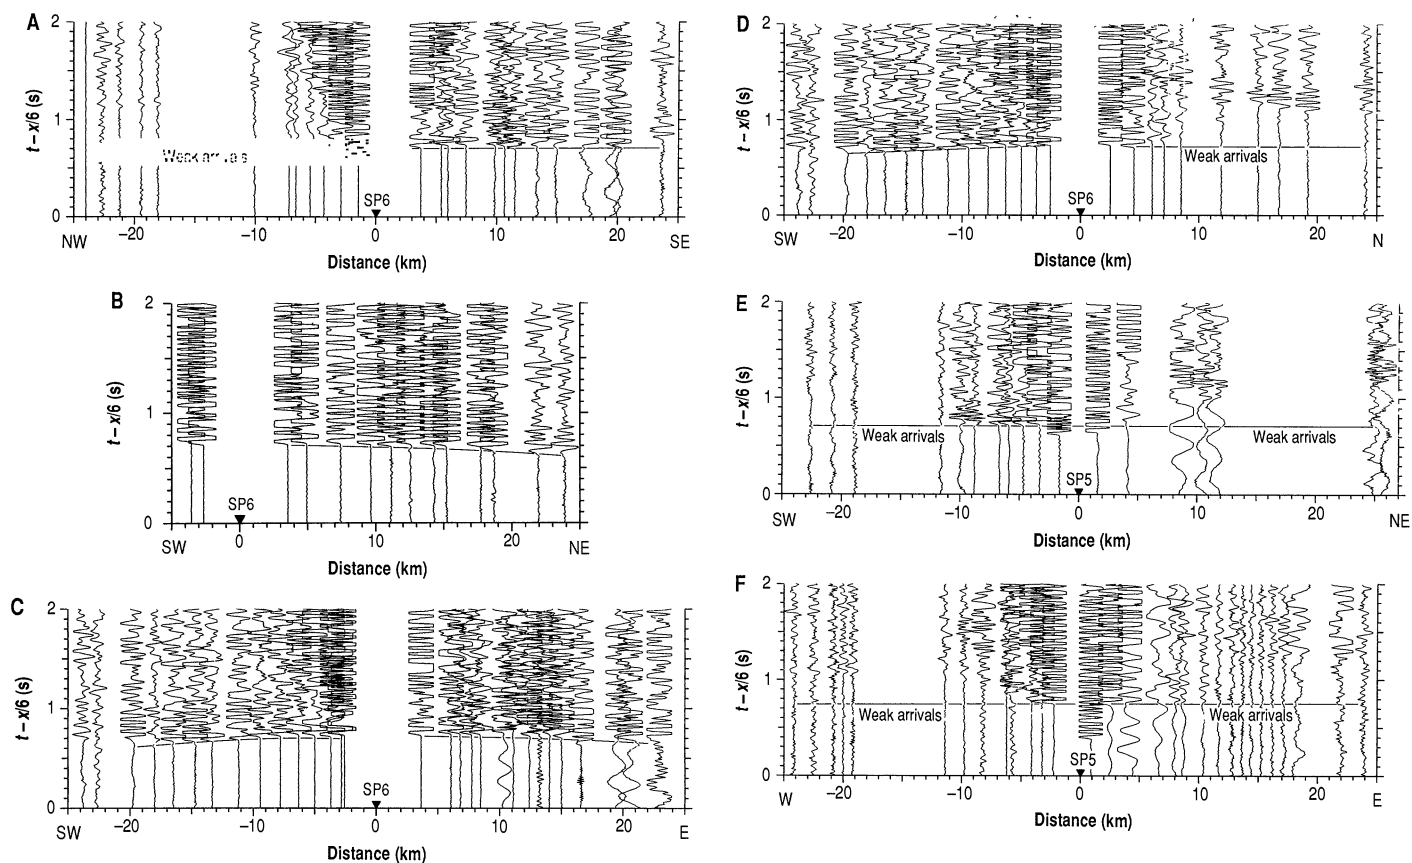 A
2
1
0
t – x/6 (s)
SP6
NW
–20
–10
0
10
20
SE
Distance (km)
B
2
1
0
t – x/6 (s)
SP6
SW
0
10
20
NE
Distance (km)
C
2
1
0
t – x/6 (s)
SP6
SW
–20
–10
0
10
20
E
Distance (km)
D
2
1
0
t – x/6 (s)
Weak arrivals
SP6
SW
–20
–10
0
10
20
N
Distance (km)
E
2
1
0
t – x/6 (s)
Weak arrivals
Weak arrivals
SP5
SW
–20
–10
0
10
20
NE
Distance (km)
F
2
1
0
t – x/6 (s)
Weak arrivals
Weak arrivals
SP5
W
–20
–10
0
10
20
E
Distance (km)